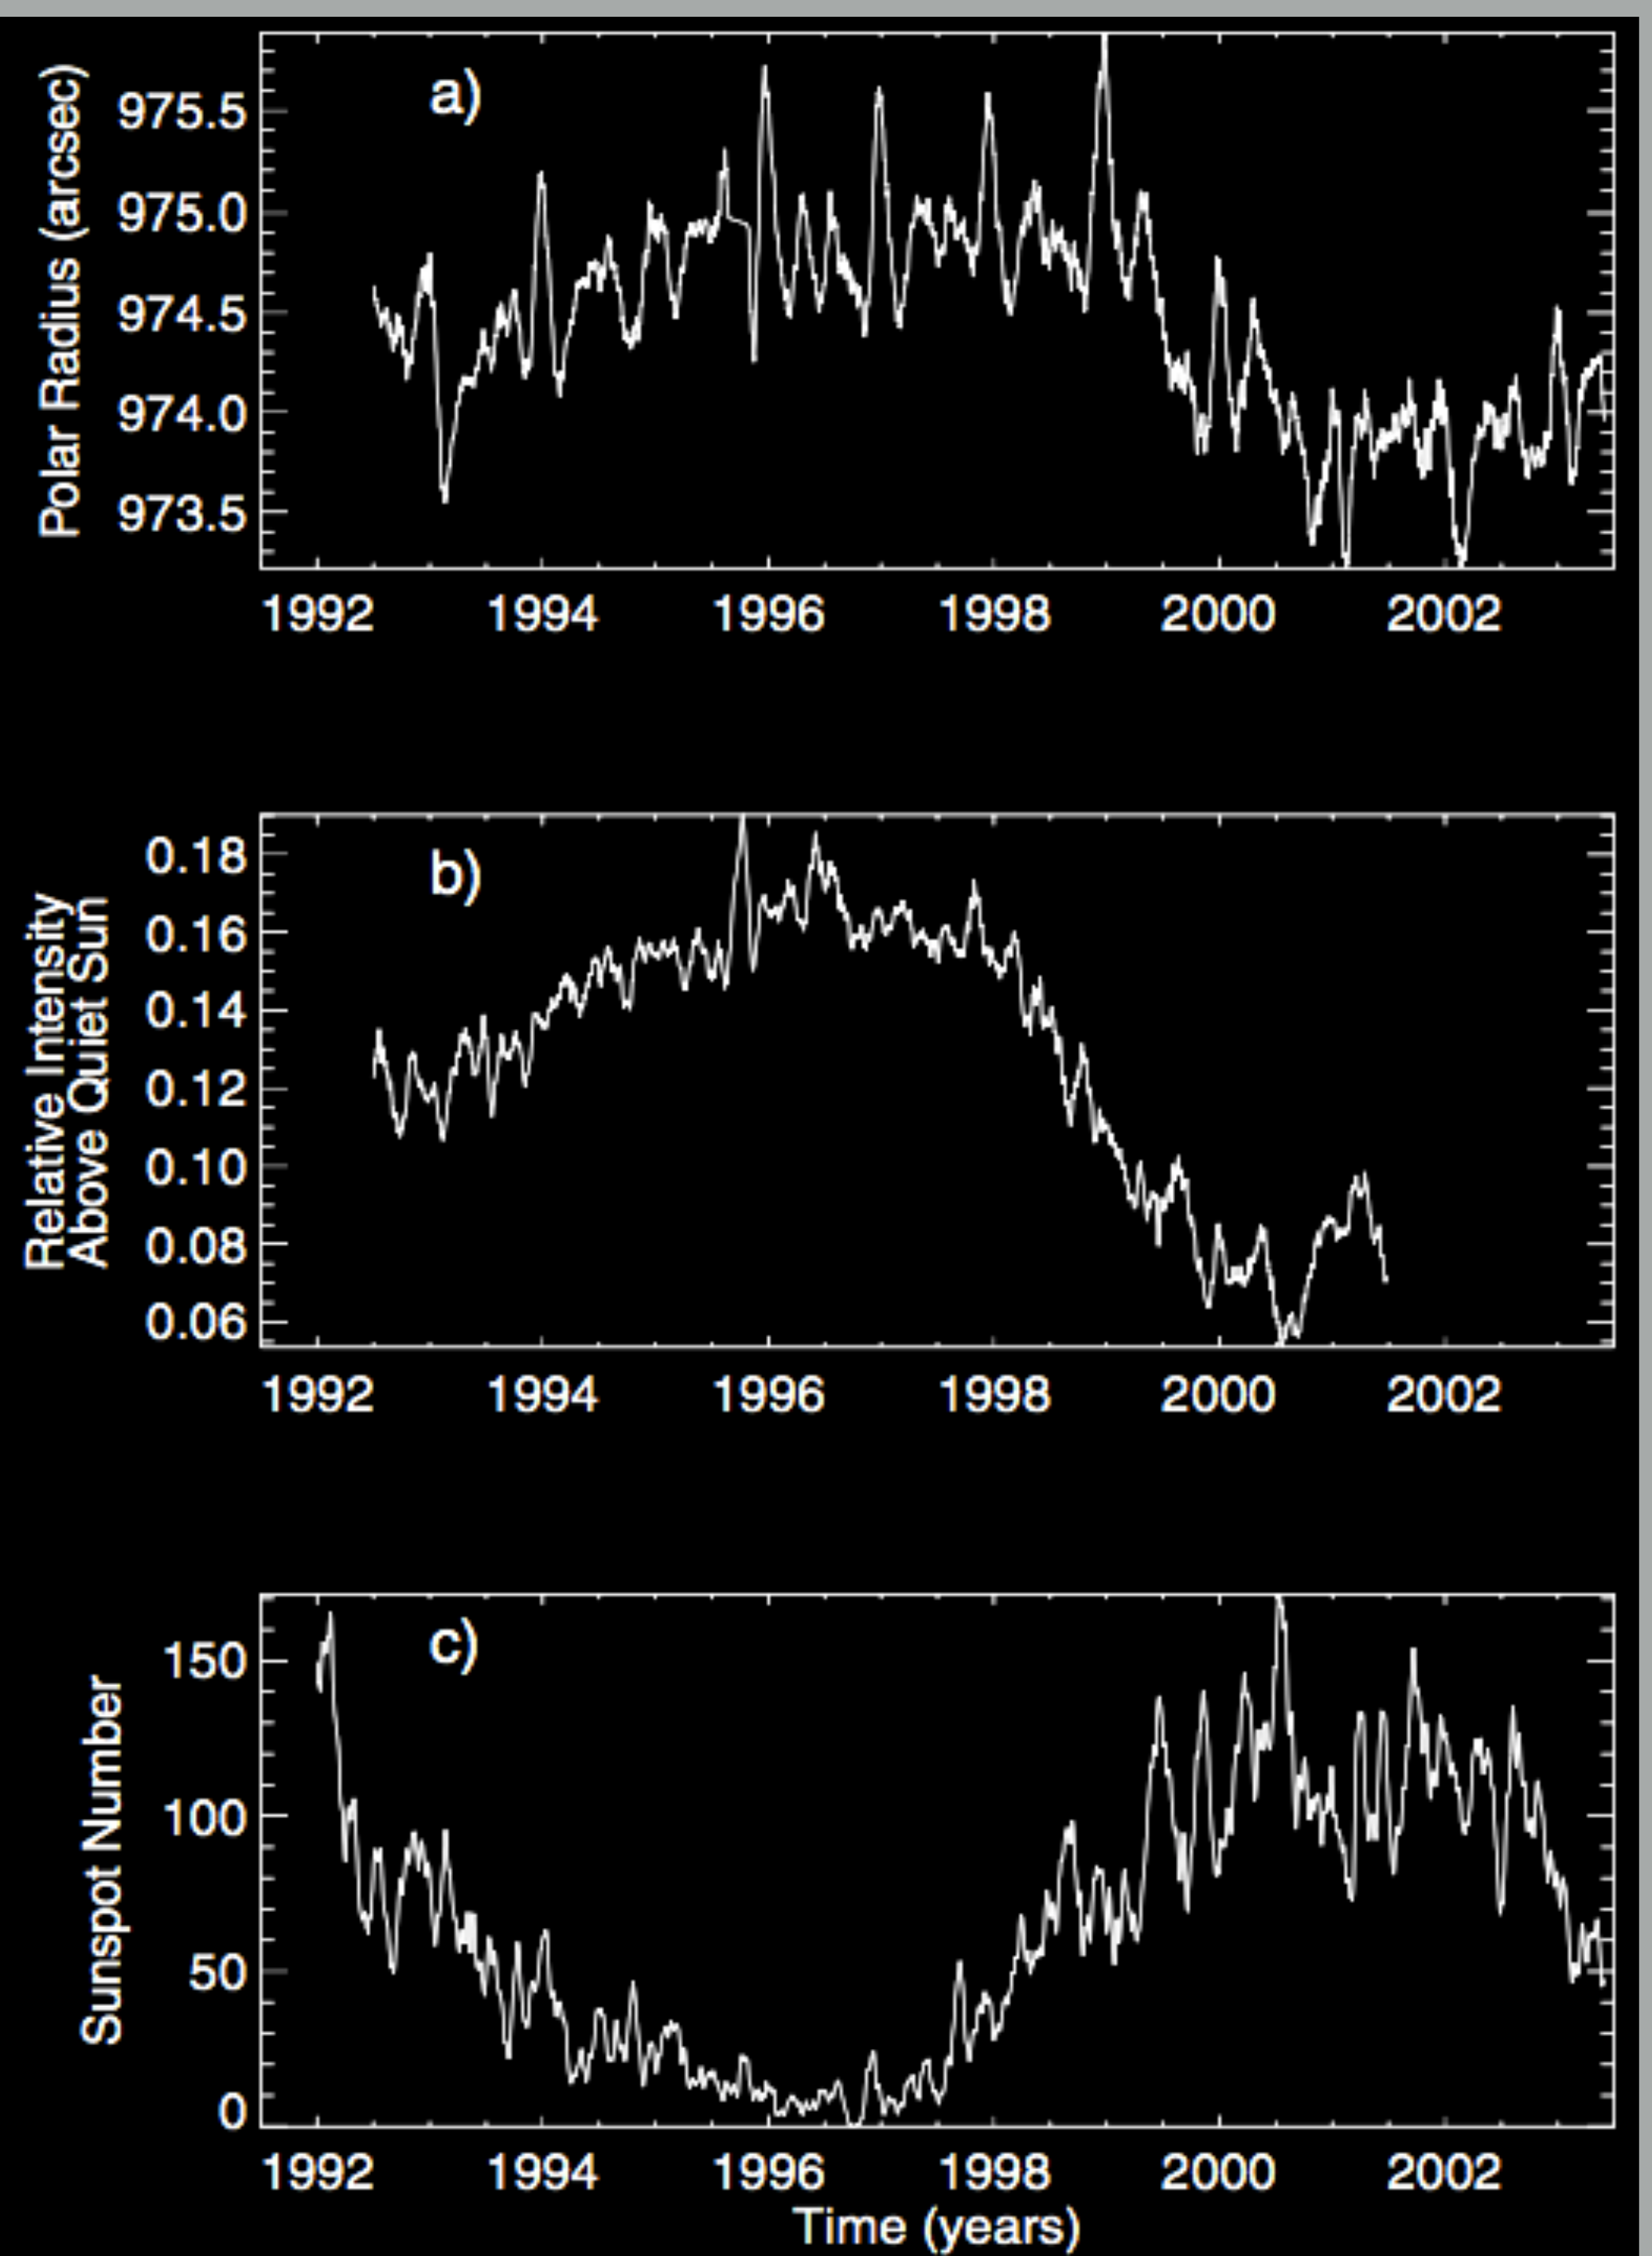 a)
Polar Radius (arcsec)
975.5
975.0
974.5
974.0
973.5
1992 1994 1996 1998 2000 2002
b)
Relative Intensity
Above Quiet Sun
0.18
0.16
0.14
0.12
0.10
0.08
0.06
1992 1994 1996 1998 2000 2002
c)
Sunspot Number
150
100
50
0
1992 1994 1996 1998 2000 2002
Time (years)